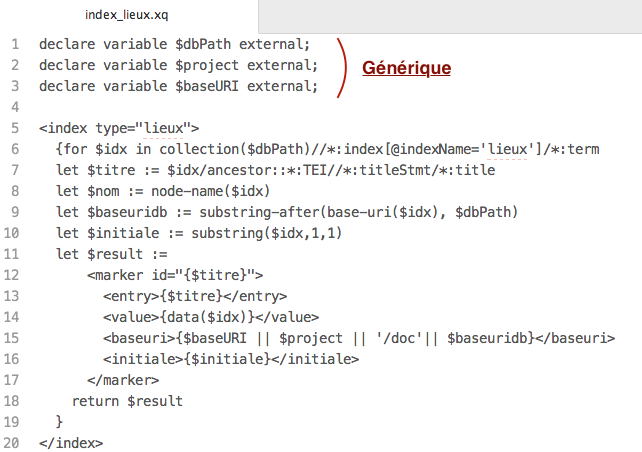 index_lieux.xq
1 declare variable $dbPath external;
2 declare variable $project external;
Générique
3 declare variable $baseURI external;
4
5 <index type="lieux">
6 {for $idx in collection($dbPath)//*:index[@indexName='lieux']/*:term
7 let $titre := $idx/ancestor::*:TEI//*:titleStmt/*:title
8 let $nom := node-name($idx)
9 let $baseuridb := substring-after(base-uri($idx), $dbPath)
10 let $initiale := substring($idx,1,1)
11 let $result :=
12 <marker id="{$titre}">
13 <entry>{$titre}</entry>
14 <value>{data($idx)}</value>
15 <baseuri>{$baseURI || $project || '/doc'|| $baseuridb}</baseuri>
16 <initiale>{$initiale}</initiale>
17 </marker>
18 return $result
19 }
20 </index>